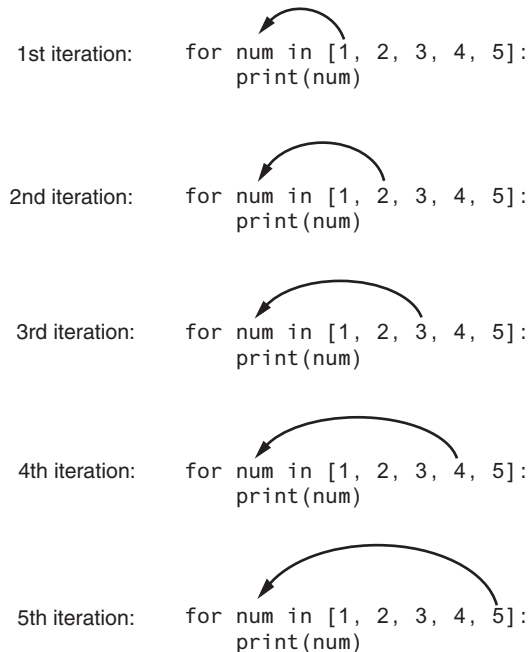 1st iteration: for num in [1, 2, 3, 4, 5]:
print(num)
2nd iteration: for num in [1, 2, 3, 4, 5]:
print(num)
3rd iteration: for num in [1, 2, 3, 4, 5]:
print(num)
4th iteration: for num in [1, 2, 3, 4, 5]:
print(num)
5th iteration: for num in [1, 2, 3, 4, 5]:
print(num)